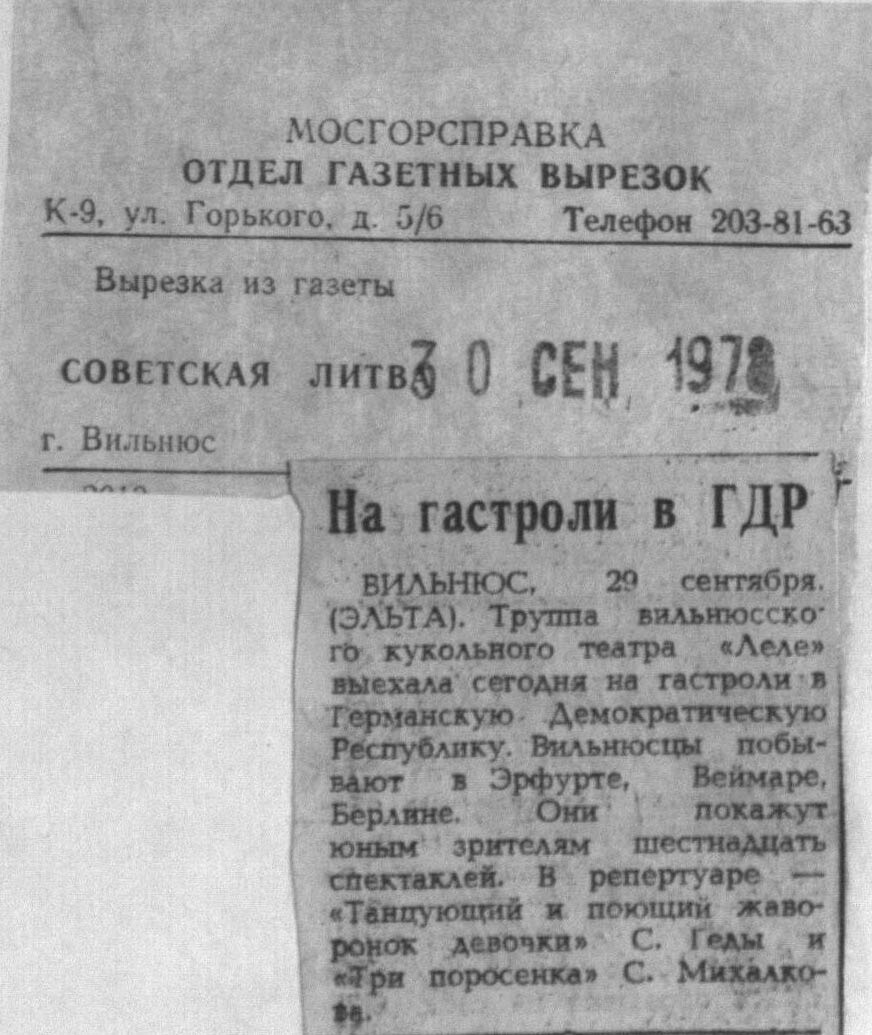 МОСГОРСПРАВКА
ОТДЕЛ ГАЗЕТНЫХ ВЫРЕЗОК
К-9, ул. Горького, д. 5/6 Телефон 203-81-63
Вырезка из газеты
СОВЕТСКАЯ ЛИТВА 30 СЕН 1978
г. Вильнюс
На гастроли в ГДР
ВИЛЬНЮС, 29 сентября.
(ЭЛЬТА). Труппа вильнюсско-
го кукольного театра «Леле»
выехала сегодня на гастроли в
Германскую Демократическую
Республику. Вильнюсцы побы-
вают в Эрфурте, Веймаре,
Берлине. Они покажут
юным зрителям шестнадцать
спектаклей. В репертуаре —
«Танцующий и поющий жаво-
ронок девочки» С. Геды и
«Три поросенка» С. Михалко-
ва.